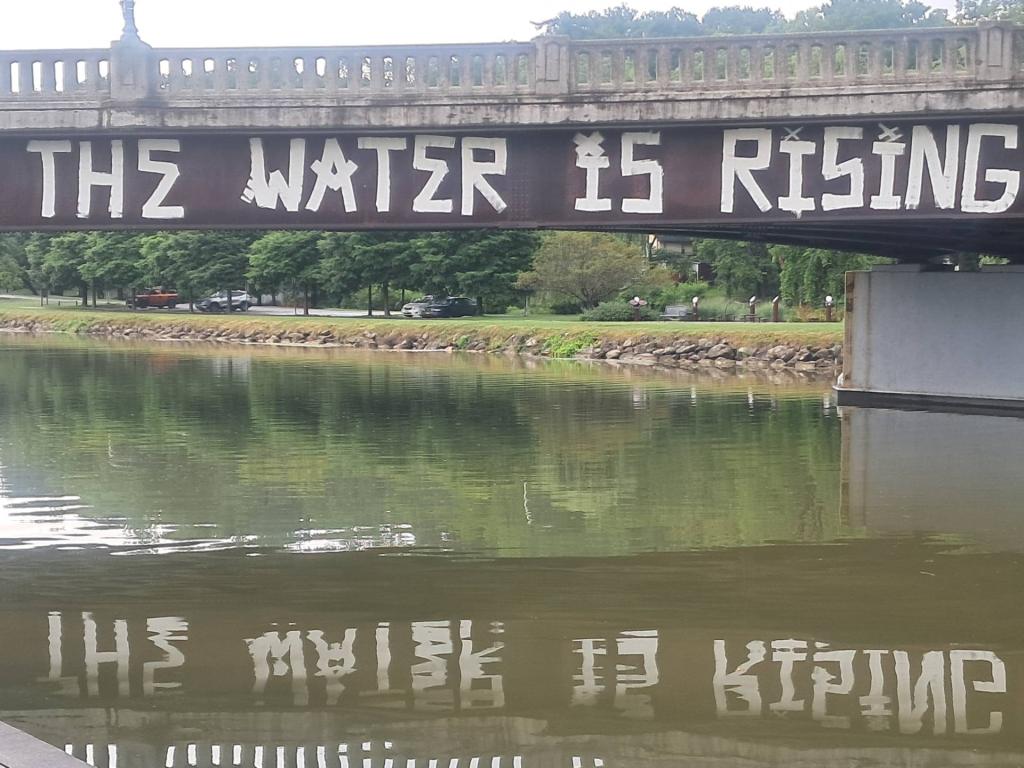 THE WATER IS RISING